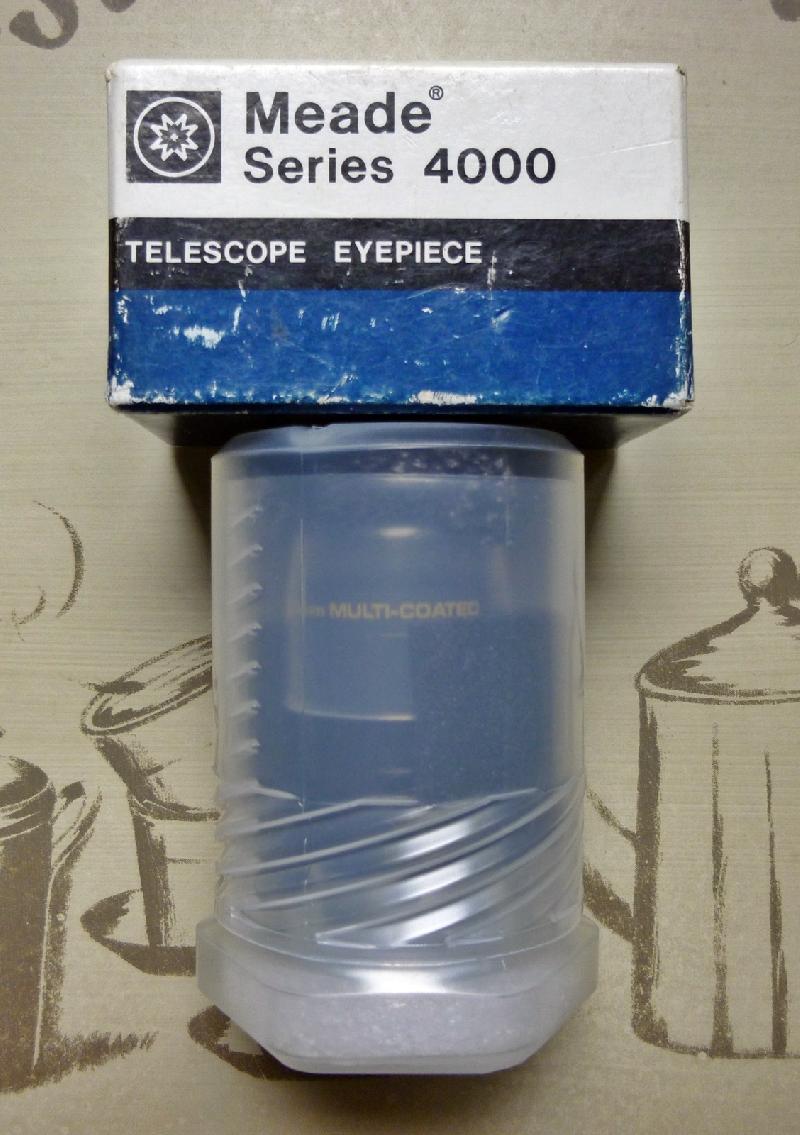 Meade®
Series 4000
TELESCOPE EYEPIECE
MULTI-COATED